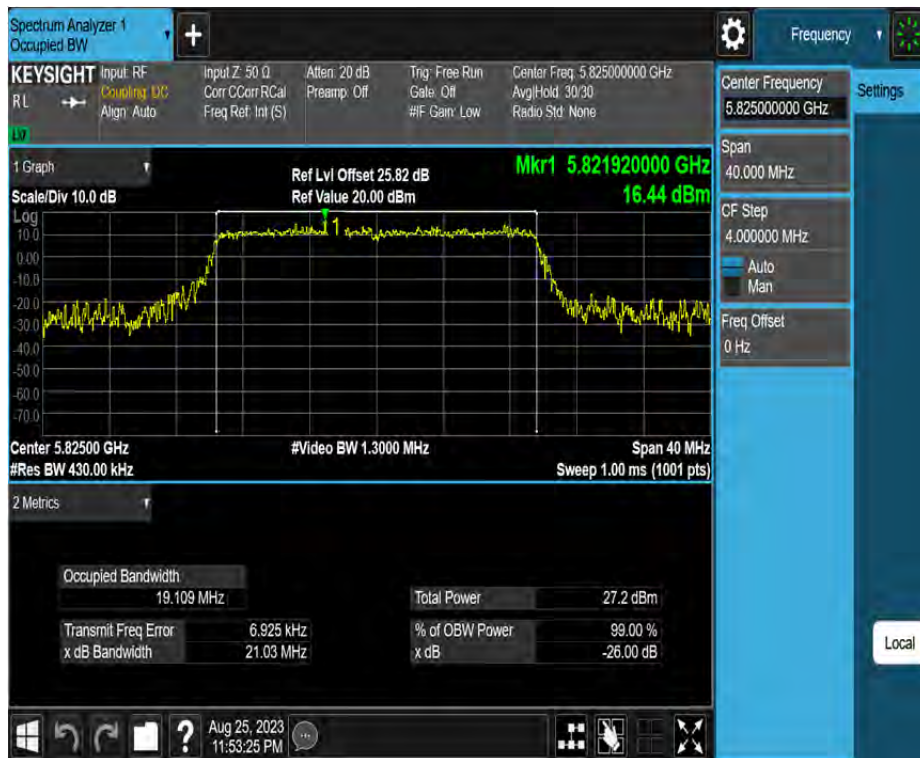 Spectrum Analyzer 1
Occupied BW
+
Frequency
KEYSIGHT
RL
Input: RF
Coupling: DC
Align: Auto
Input Z: 50 Ω
Corr CCorr RCal
Freq Ref: Int (S)
Atten: 20 dB
Preamp: Off
Trig: Free Run
Gate: Off
#IF Gain: Low
Center Freq: 5.825000000 GHz
Avg|Hold: 30/30
Radio Std: None
Center Frequency
5.825000000 GHz
Settings
Span
40.000 MHz
CF Step
4.000000 MHz
Auto
Man
Freq Offset
0 Hz
1 Graph
Scale/Div 10.0 dB
Ref Lvl Offset 25.82 dB
Ref Value 20.00 dBm
Mkr1 5.821920000 GHz
16.44 dBm
Log
10.0
0.00
-10.0
-20.0
-30.0
-40.0
-50.0
-60.0
-70.0
1
Center 5.82500 GHz
#Video BW 1.3000 MHz
Span 40 MHz
#Res BW 430.00 kHz
Sweep 1.00 ms (1001 pts)
2 Metrics
Occupied Bandwidth
19.109 MHz
Total Power 27.2 dBm
Transmit Freq Error 6.925 kHz
% of OBW Power 99.00 %
x dB Bandwidth 21.03 MHz
x dB -26.00 dB
Local
?
Aug 25, 2023
11:53:25 PM